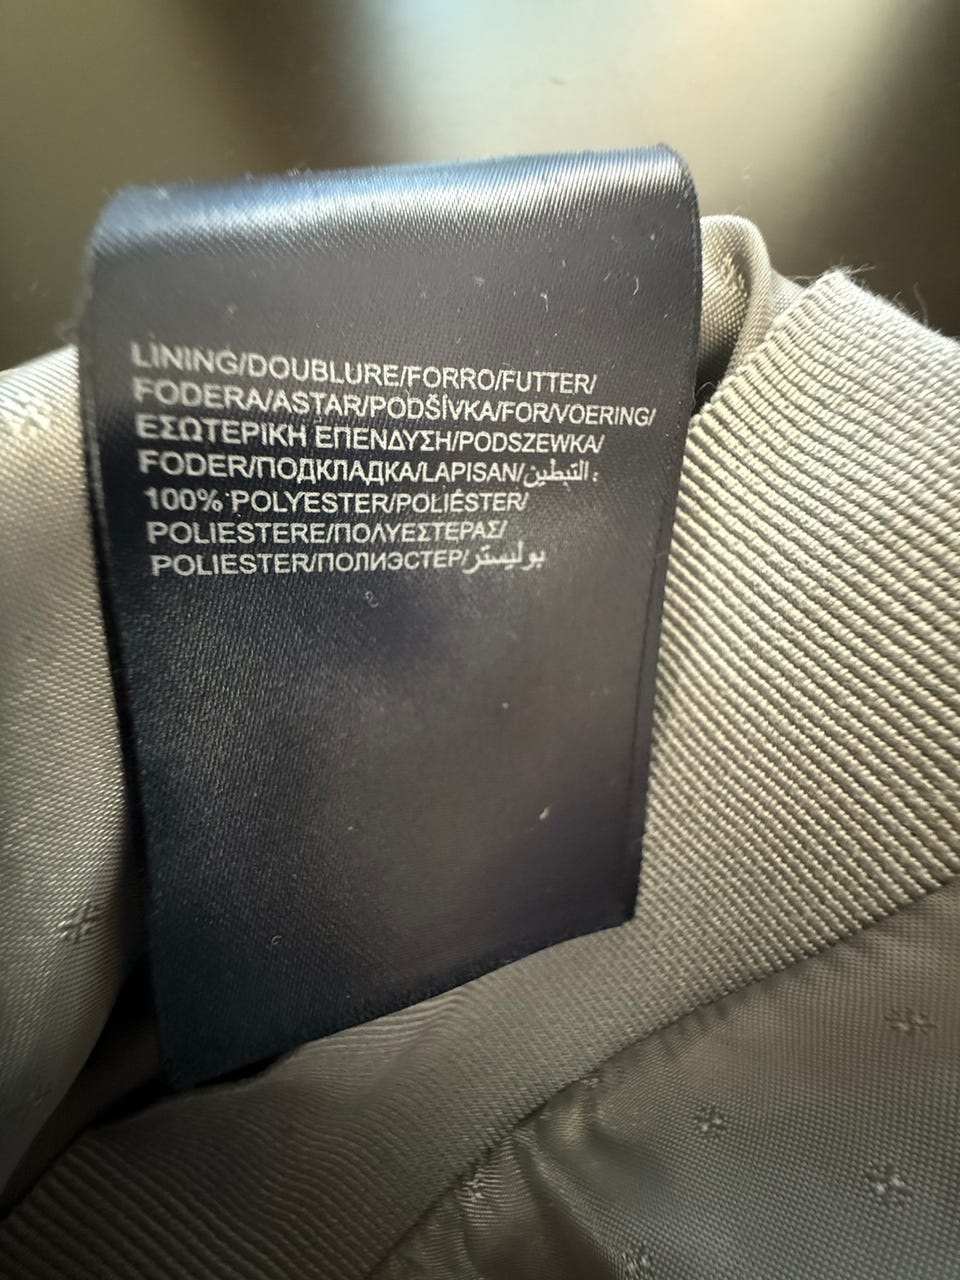 LINING/DOUBLURE/FORRO/FUTTER/
FODERA/ASTAR/PODŠÍVKA/FOR/VOERING/
ΕΣΩΤΕΡΙΚΗ ΕΠΕΝΔΥΣΗ/PODSZEWKA/
FODER/ПОДКЛАДКА/LAPISAN/التبطين:
100% POLYESTER/POLIÉSTER/
POLIESTERE/ΠΟΛΥΕΣΤΕΡΑΣ/
POLIESTER/ПОЛИЭСТЕР/بوليستر